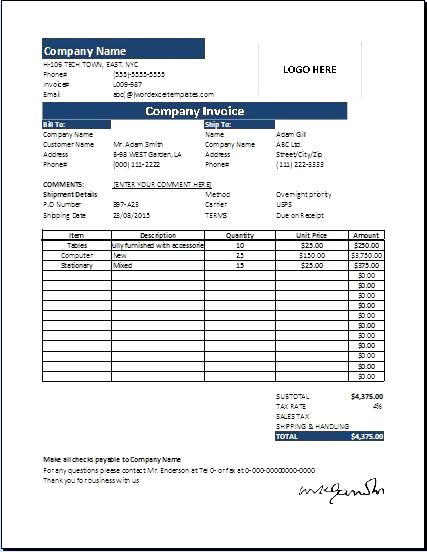 Company Name
LOGO HERE
H-106 TECH TOWN, EAST, NYC
Phone# (555)-5555-5555
Invoice# L009-987
Email abc[@]wordexceltemplates.com
Company Invoice
Bill To: Ship To:
Company Name Name Adam Gill
Customer Name Mr. Adam Smith Company Name ABC Ltd.
Address B-98 WEST Garden, LA Address Street/City/Zip
Phone# (000) 111-2222 Phone# (111) 222-3333
COMMENTS: [ENTER YOUR COMMENT HERE]
Shipment Details Method Overnight priority
P.O Number 897-A23 Carrier USPS
Shipping Date 23/08/2015 TERMS Due on Receipt
Item Description Quantity Unit Price Amount
Tables ully furnished with accessorie 10 $25.00 $250.00
Computer New 25 $150.00 $3,750.00
Stationary Mixed 15 $25.00 $375.00
$0.00
$0.00
$0.00
$0.00
$0.00
$0.00
$0.00
$0.00
$0.00
$0.00
$0.00
SUBTOTAL $4,375.00
TAX RATE 4%
SALES TAX
SHIPPING & HANDLING
TOTAL $4,375.00
Make all checks payable to Company Name
For any questions please contact Mr. Enderson at Tel 0- or fax at 0-000-00000000-0000
Thank you for business with us